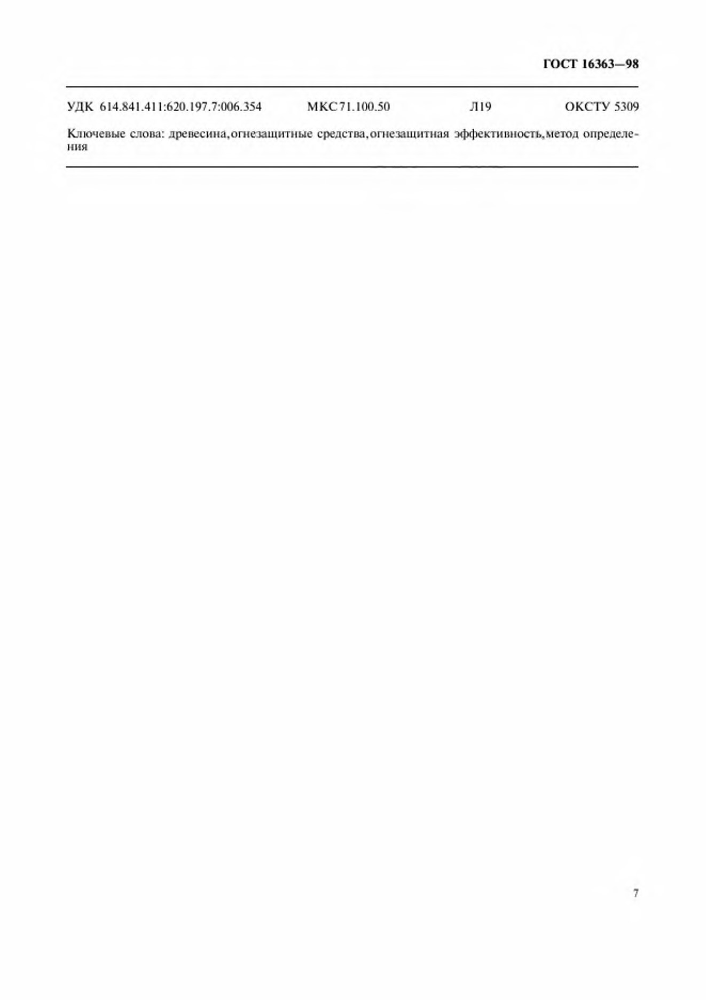 ГОСТ 16363—98
УДК 614.841.411:620.197.7:006.354 МКС 71.100.50 Л19 ОКСТУ 5309
Ключевые слова: древесина, огнезащитные средства, огнезащитная эффективность, метод определе-
ния
7